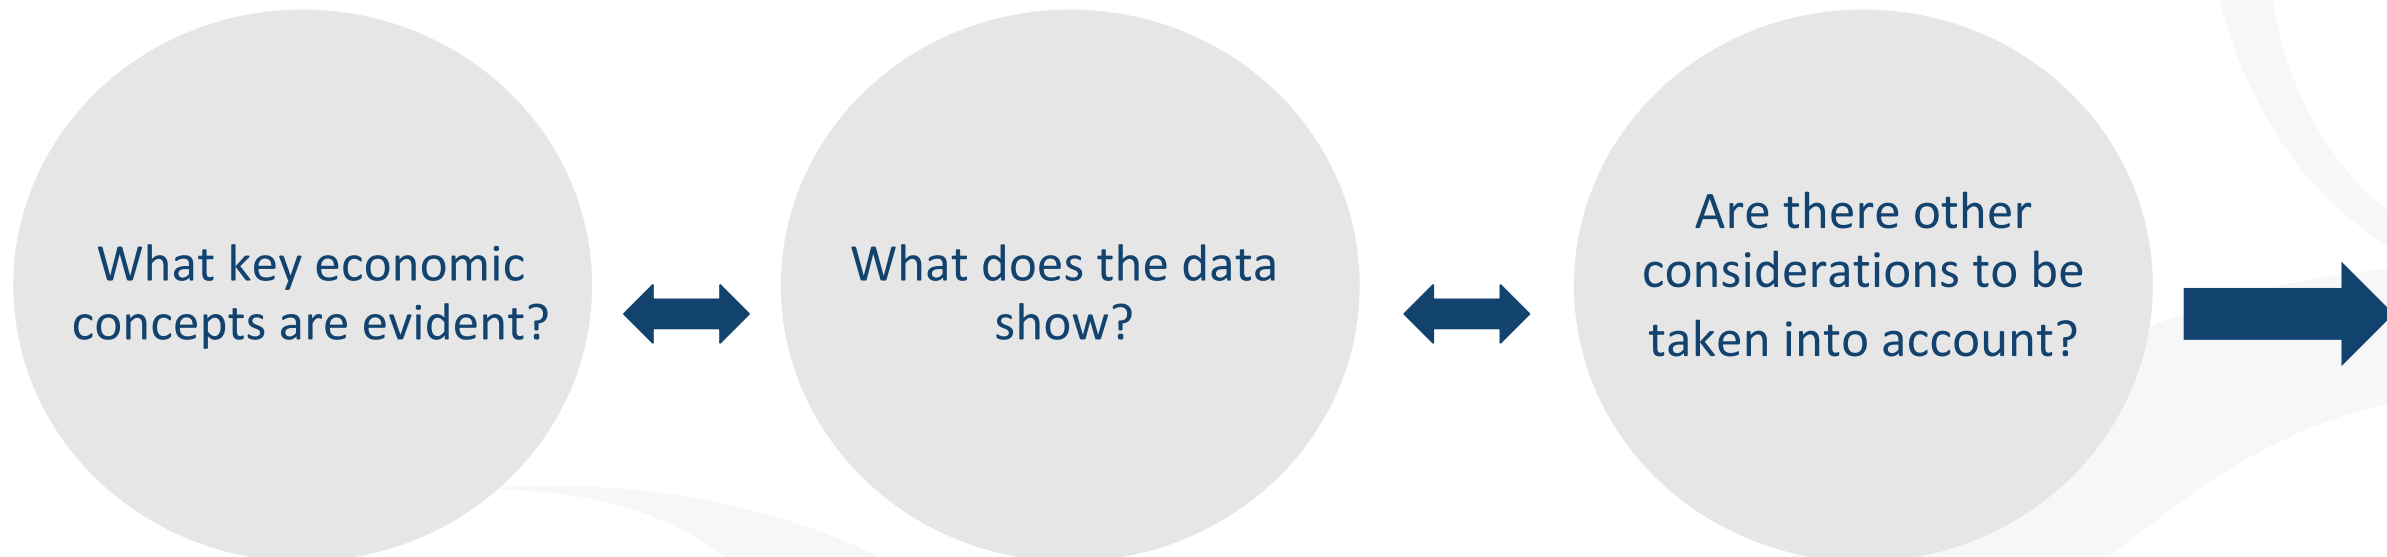 What key economic
concepts are evident?
What does the data
show?
Are there other
considerations to be
taken into account?